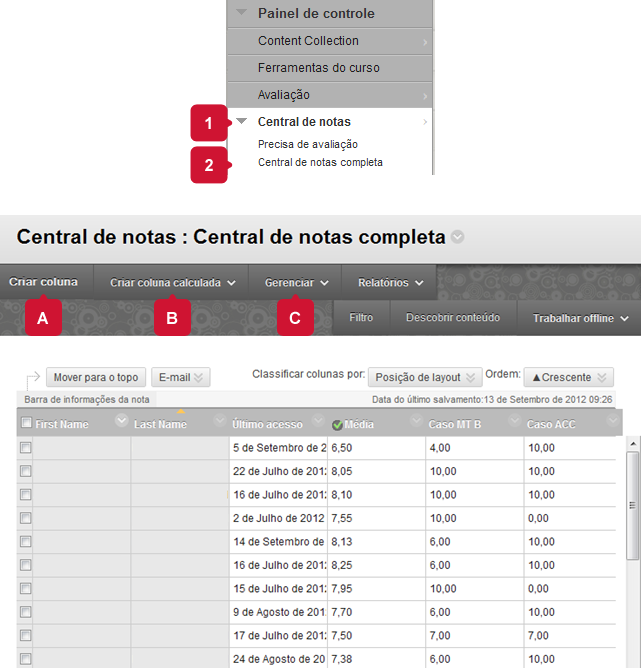 Painel de controle
Content Collection
Ferramentas do curso
Avaliação
1 Central de notas
Precisa de avaliação
2 Central de notas completa
Central de notas : Central de notas completa
Criar coluna Criar coluna calculada Gerenciar Relatórios
A B C Filtro Descobrir conteúdo Trabalhar offline
Mover para o topo E-mail Classificar colunas por: Posição de layout Ordem: ▲Crescente
Barra de informações da nota Data do último salvamento:13 de Setembro de 2012 09:26
First Name Last Name Último acesso Média Caso MT B Caso ACC
5 de Setembro de 2 6,50 4,00 10,00
22 de Julho de 2012 8,05 10,00 10,00
16 de Julho de 2012 8,10 10,00 10,00
2 de Julho de 2012 7,55 10,00 0,00
14 de Setembro de 8,13 6,00 10,00
16 de Julho de 2012 8,25 6,00 10,00
15 de Julho de 2012 7,95 10,00 0,00
9 de Agosto de 201 7,70 6,00 10,00
17 de Julho de 2012 7,50 7,00 7,00
24 de Agosto de 20 7,38 6,00 10,00